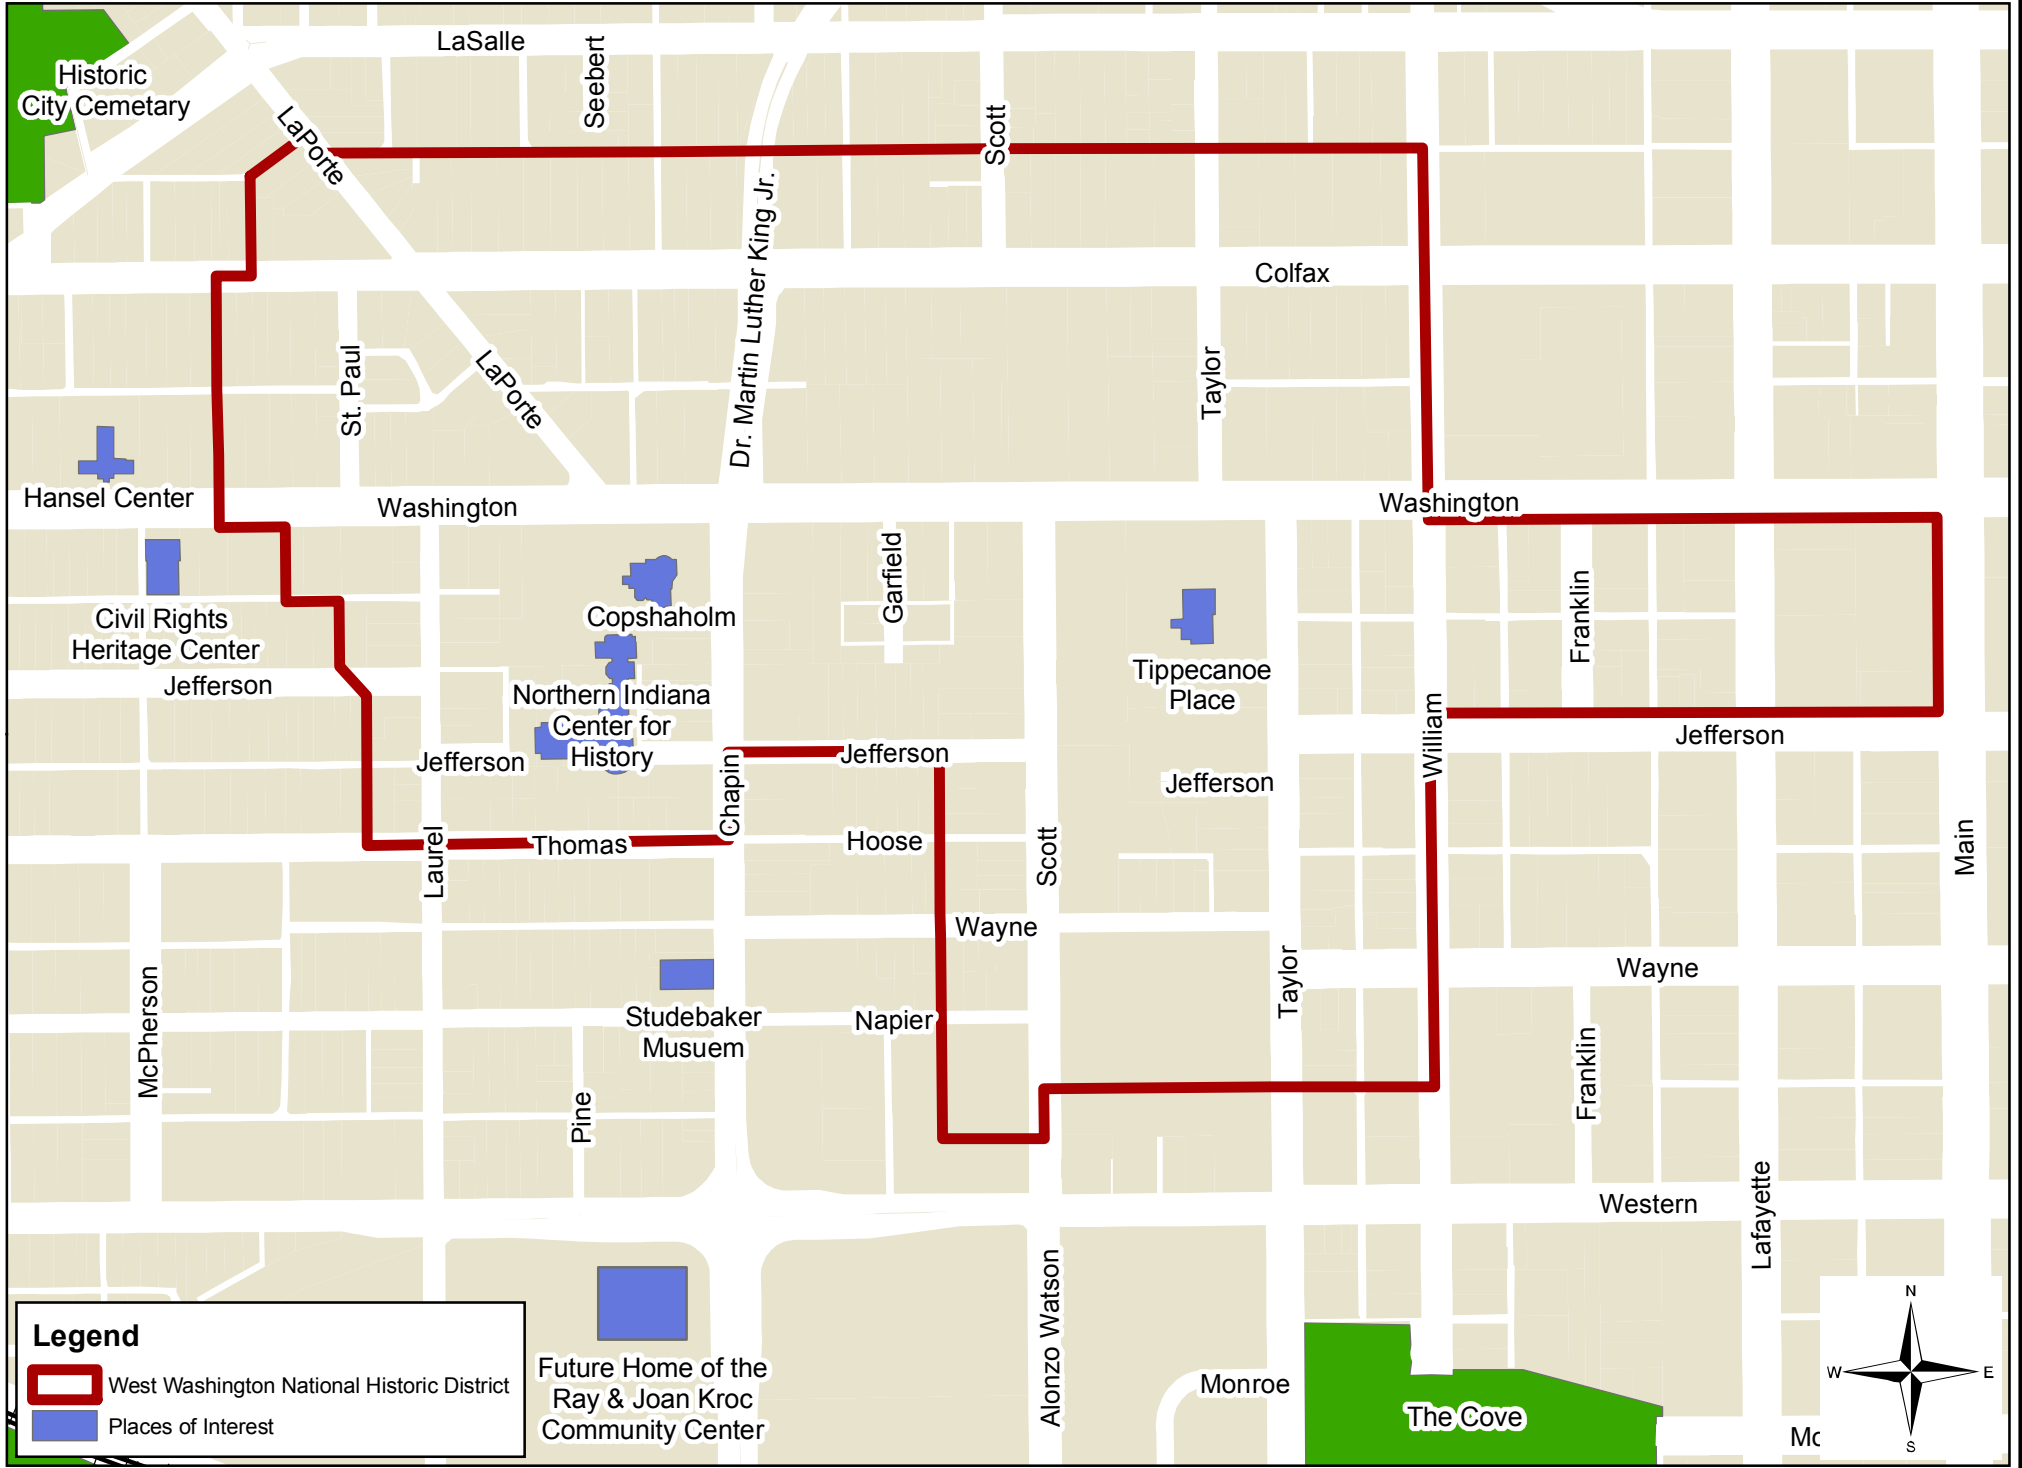 LaSalle
Seebert
Historic
City Cemetary
LaPorte
Scott
Dr. Martin Luther King Jr.
Colfax
St. Paul
LaPorte
Taylor
Hansel Center
Washington
Washington
Garfield
Franklin
Copshaholm
Civil Rights
Heritage Center
Jefferson
Tippecanoe
Place
Northern Indiana
Center for
History
Jefferson
Chapin
Jefferson
Jefferson
William
Jefferson
Laurel
Thomas
Hoose
Scott
Main
Wayne
Wayne
Taylor
McPherson
Studebaker
Musuem
Napier
Pine
Franklin
Western
Lafayette
Alonzo Watson
Future Home of the
Ray & Joan Kroc
Community Center
Monroe
The Cove
Mo
N
W
E
S
Legend
West Washington National Historic District
Places of Interest